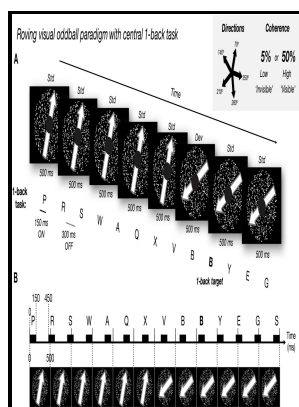 Roving visual oddball paradigm with central 1-back task
Directions
Coherence
5% or 50%
Low
High
'Invisible'
'Visible'
A
Time
Std
Std
Std
Std
Std
Dev
Std
Std
500 ms
500 ms
500 ms
500 ms
500 ms
500 ms
500 ms
500 ms
1-back
task:
P R S W A Q X V B B Y E G
150 ms
ON
300 ms
OFF
1-back target
B
150 450
P R S W A Q X V B B Y E G S
Time
(ms)
0 500